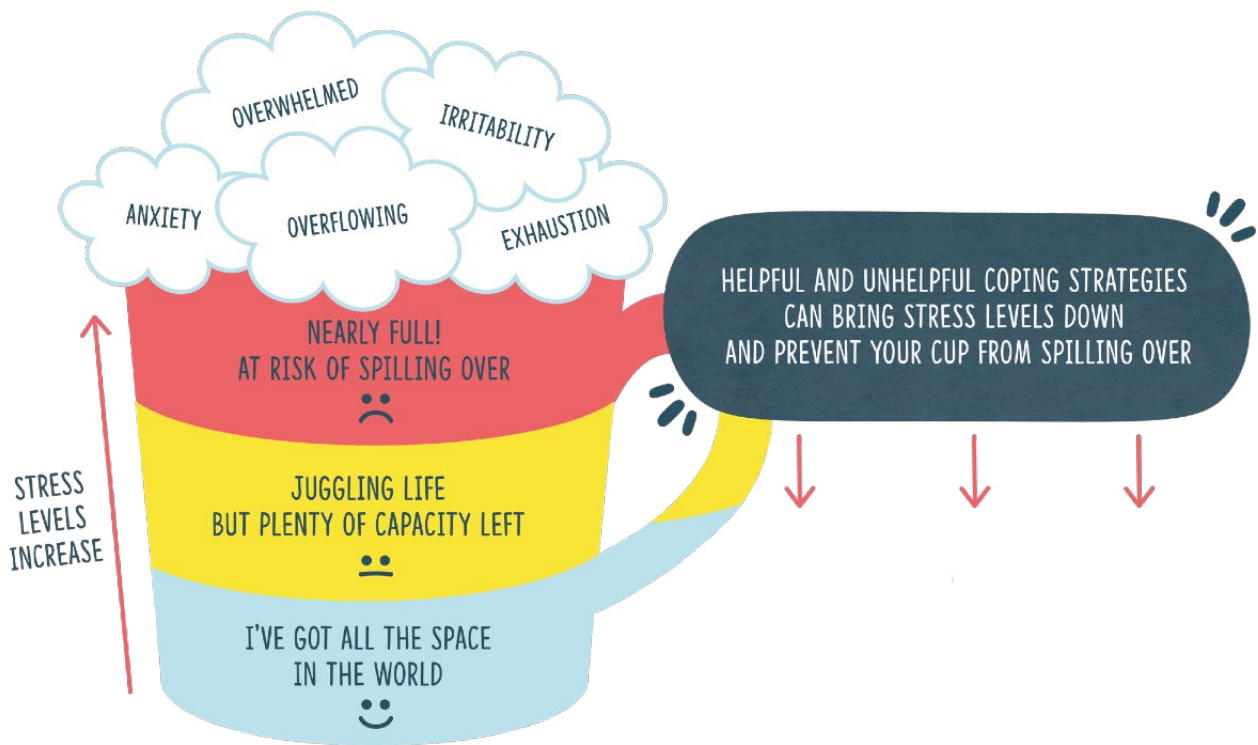 OVERWHELMED
IRRITABILITY
ANXIETY
OVERFLOWING
EXHAUSTION
NEARLY FULL!
AT RISK OF SPILLING OVER
JUGGLING LIFE
BUT PLENTY OF CAPACITY LEFT
I'VE GOT ALL THE SPACE
IN THE WORLD
STRESS
LEVELS
INCREASE
HELPFUL AND UNHELPFUL COPING STRATEGIES
CAN BRING STRESS LEVELS DOWN
AND PREVENT YOUR CUP FROM SPILLING OVER